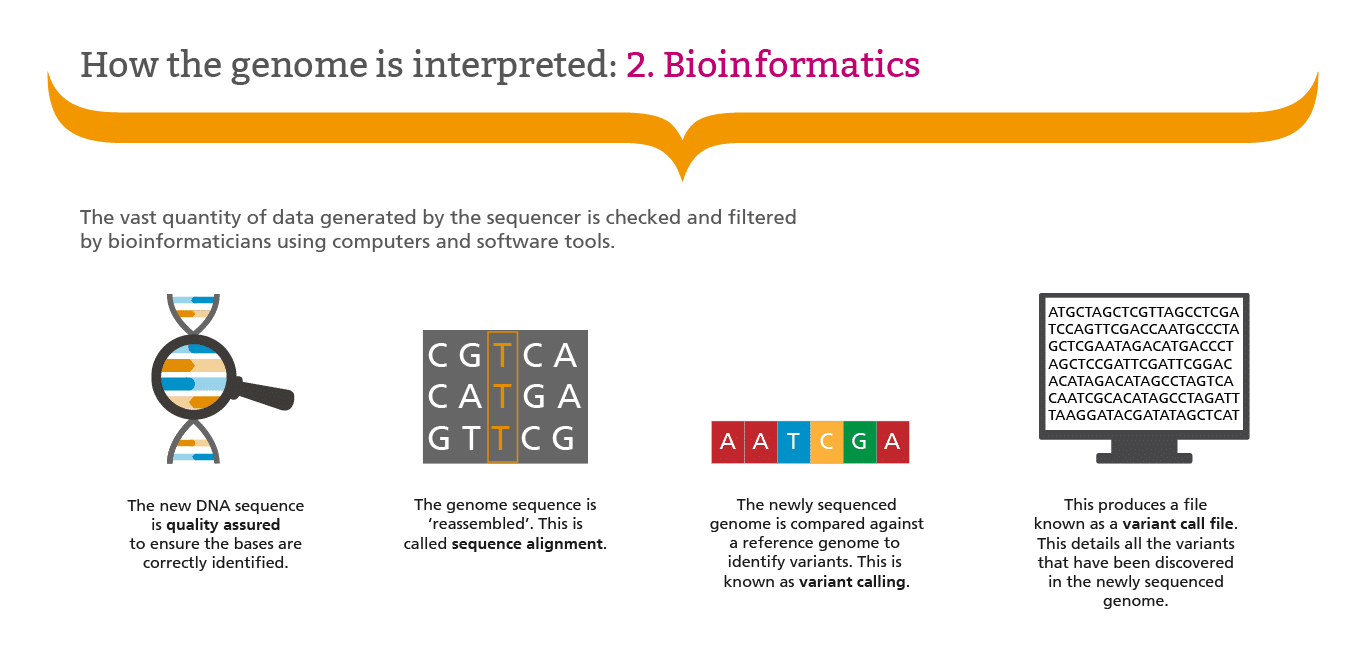 How the genome is interpreted: 2. Bioinformatics
The vast quantity of data generated by the sequencer is checked and filtered
by bioinformaticians using computers and software tools.
C G T C A
C A T G A
G T T C G
A A T C G A
ATGCTAGCTCGTTAGCCTCGA
TCCAGTTCGACCAATGCCCTA
GCTCGAATAGACATGACCCT
AGCTCCGATTCGATTCGGAC
ACATAGACATAGCCTAGTCA
CAATCGCACATAGCCTAGATT
TAAGGATACGATATAGCTCAT
The new DNA sequence
is quality assured
to ensure the bases are
correctly identified.
The genome sequence is
‘reassembled’. This is
called sequence alignment.
The newly sequenced
genome is compared against
a reference genome to
identify variants. This is
known as variant calling.
This produces a file
known as a variant call file.
This details all the variants
that have been discovered
in the newly sequenced
genome.